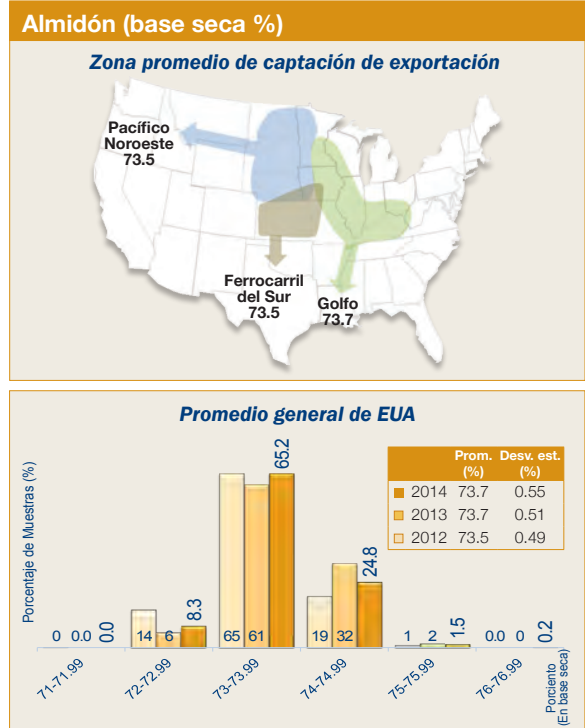 Almidón (base seca %)
Zona promedio de captación de exportación
Pacífico
Noroeste
73.5
Ferrocarril
del Sur
73.5
Golfo
73.7
Promedio general de EUA
Porcentaje de Muestras (%)
Prom. Desv. est.
(%) (%)
2014 73.7 0.55
2013 73.7 0.51
2012 73.5 0.49
0 0.0 0.0
14 6 8.3
65 61 65.2
19 32 24.8
1 2 1.5
0.0 0 0.2
71-71.99
72-72.99
73-73.99
74-74.99
75-75.99
76-76.99
Porciento
(En base seca)